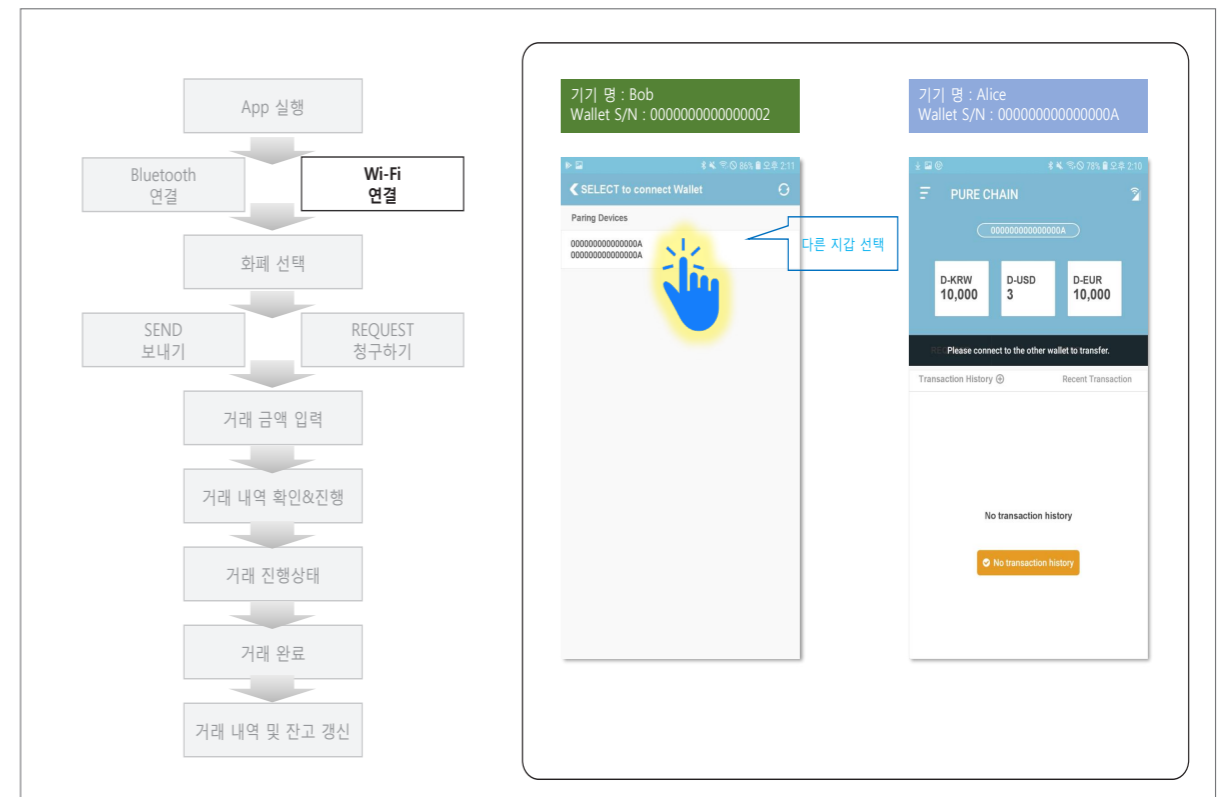 App 실행
Bluetooth
연결
Wi-Fi
연결
화폐 선택
SEND
보내기
REQUEST
청구하기
거래 금액 입력
거래 내역 확인&진행
거래 진행상태
거래 완료
거래 내역 및 잔고 갱신
기기 명 : Bob
Wallet S/N : 0000000000000002
86% 오후 2:11
SELECT to connect Wallet
Paring Devices
000000000000000A
000000000000000A
다른 지갑 선택
기기 명 : Alice
Wallet S/N : 000000000000000A
78% 오후 2:10
PURE CHAIN
000000000000000A
D-KRW
10,000
D-USD
3
D-EUR
10,000
Please connect to the other wallet to transfer.
Transaction History
Recent Transaction
No transaction history
No transaction history